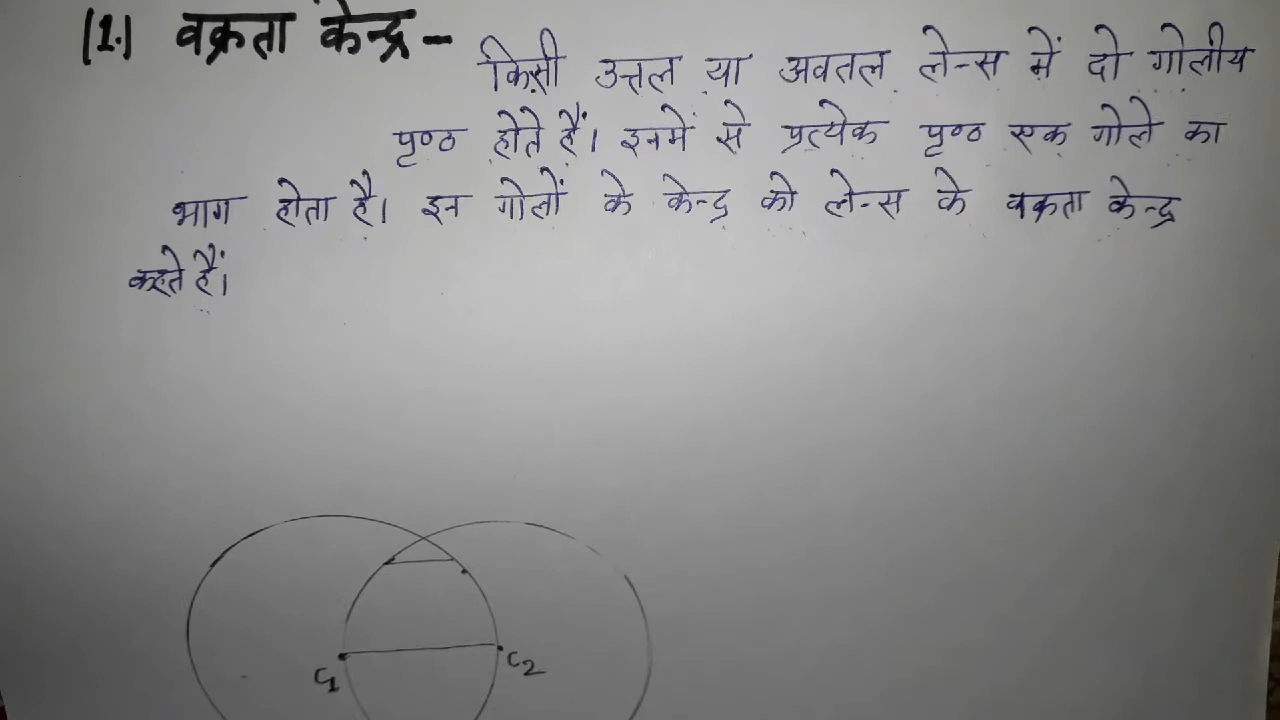 (1.) वक्रता केन्द्र -
किसी उत्तल या अवतल लेन्स में दो गोलीय
पृष्ठ होते हैं। इनमें से प्रत्येक पृष्ठ एक गोले का
भाग होता है। इन गोलों के केन्द्र को लेन्स के वक्रता केन्द्र
कहते हैं।
C1 C2